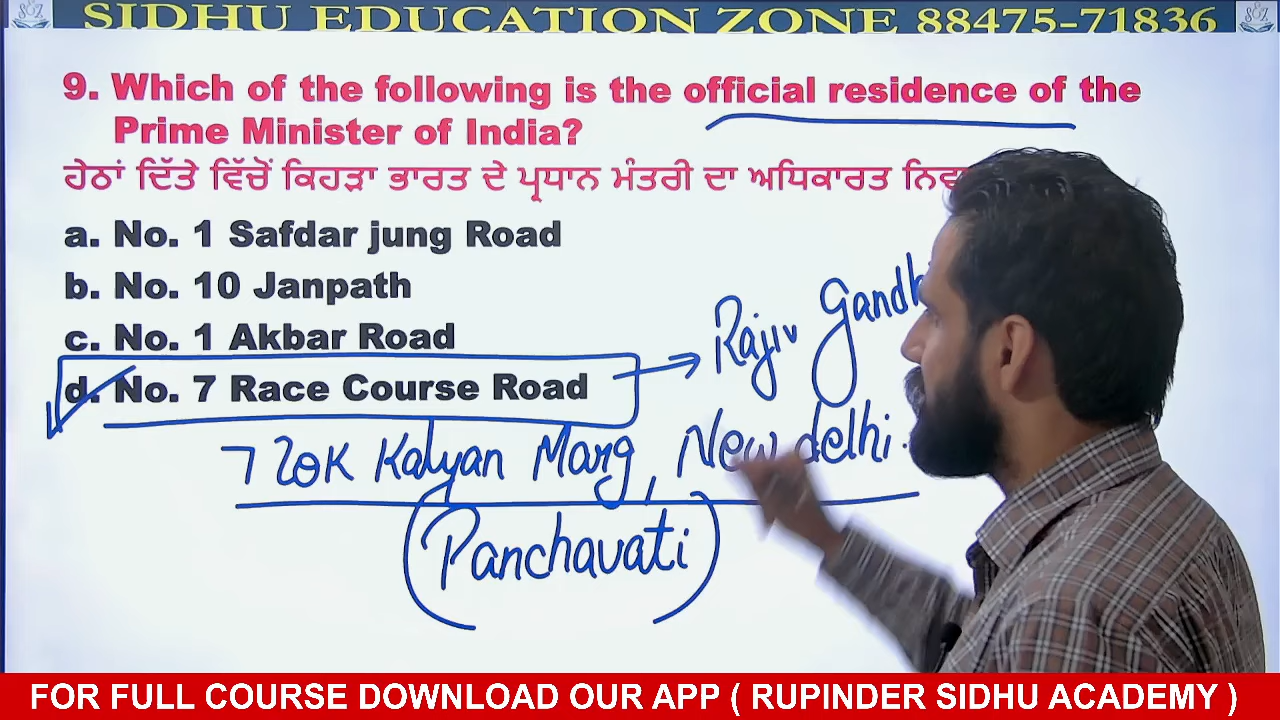 SIDHU EDUCATION ZONE 88475-71836
9. Which of the following is the official residence of the
Prime Minister of India?
ਹੇਠਾਂ ਦਿੱਤੇ ਵਿੱਚੋਂ ਕਿਹੜਾ ਭਾਰਤ ਦੇ ਪ੍ਰਧਾਨ ਮੰਤਰੀ ਦਾ ਅਧਿਕਾਰਤ
a. No. 1 Safdar jung Road
b. No. 10 Janpath
c. No. 1 Akbar Road
d. No. 7 Race Course Road
Rajiv Gandh
7 lok Kalyan Marg, New delhi.
(Panchavati)
FOR FULL COURSE DOWNLOAD OUR APP ( RUPINDER SIDHU ACADEMY )